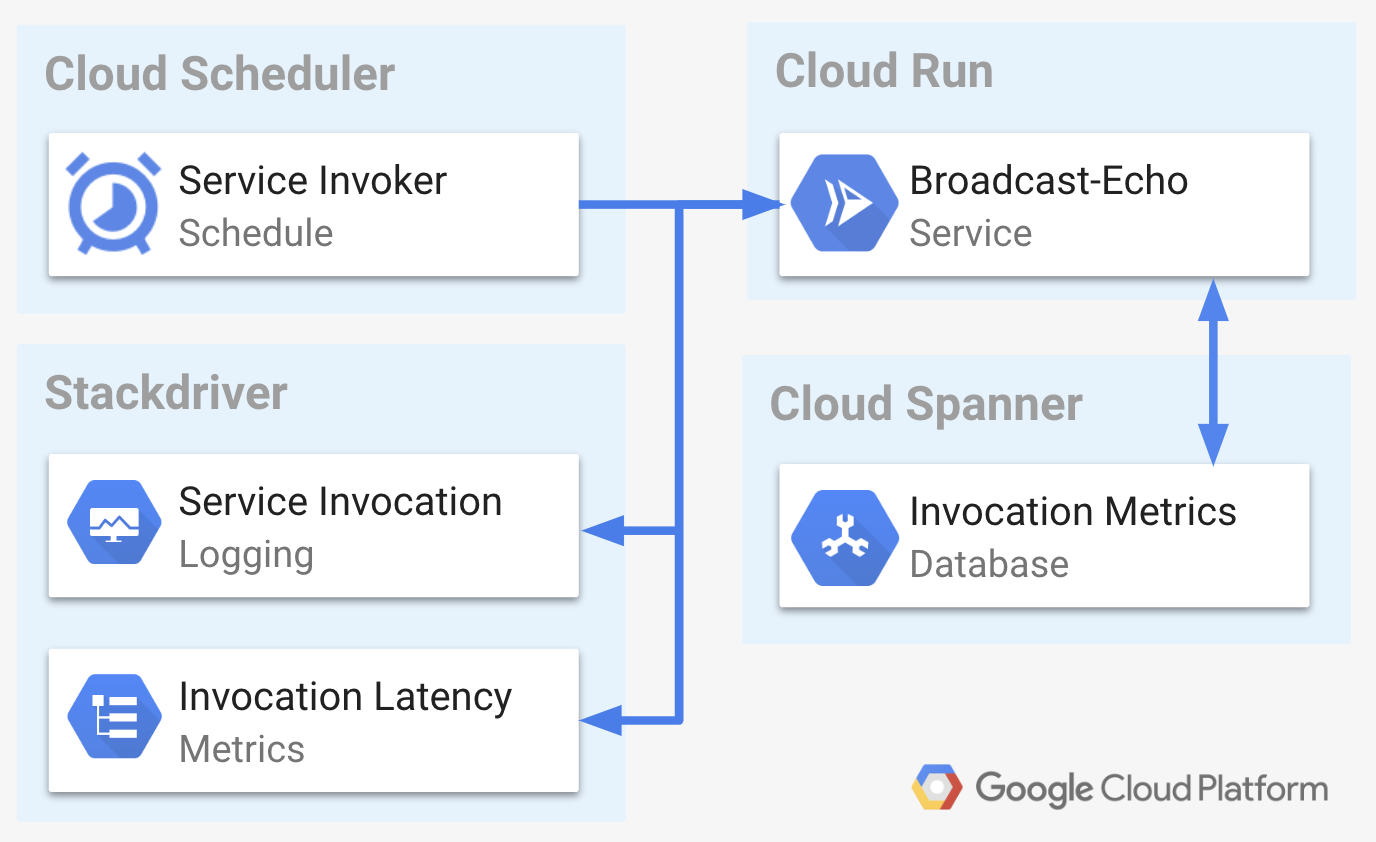 Cloud Scheduler
Service Invoker
Schedule
Cloud Run
Broadcast-Echo
Service
Stackdriver
Service Invocation
Logging
Invocation Latency
Metrics
Cloud Spanner
Invocation Metrics
Database
Google Cloud Platform